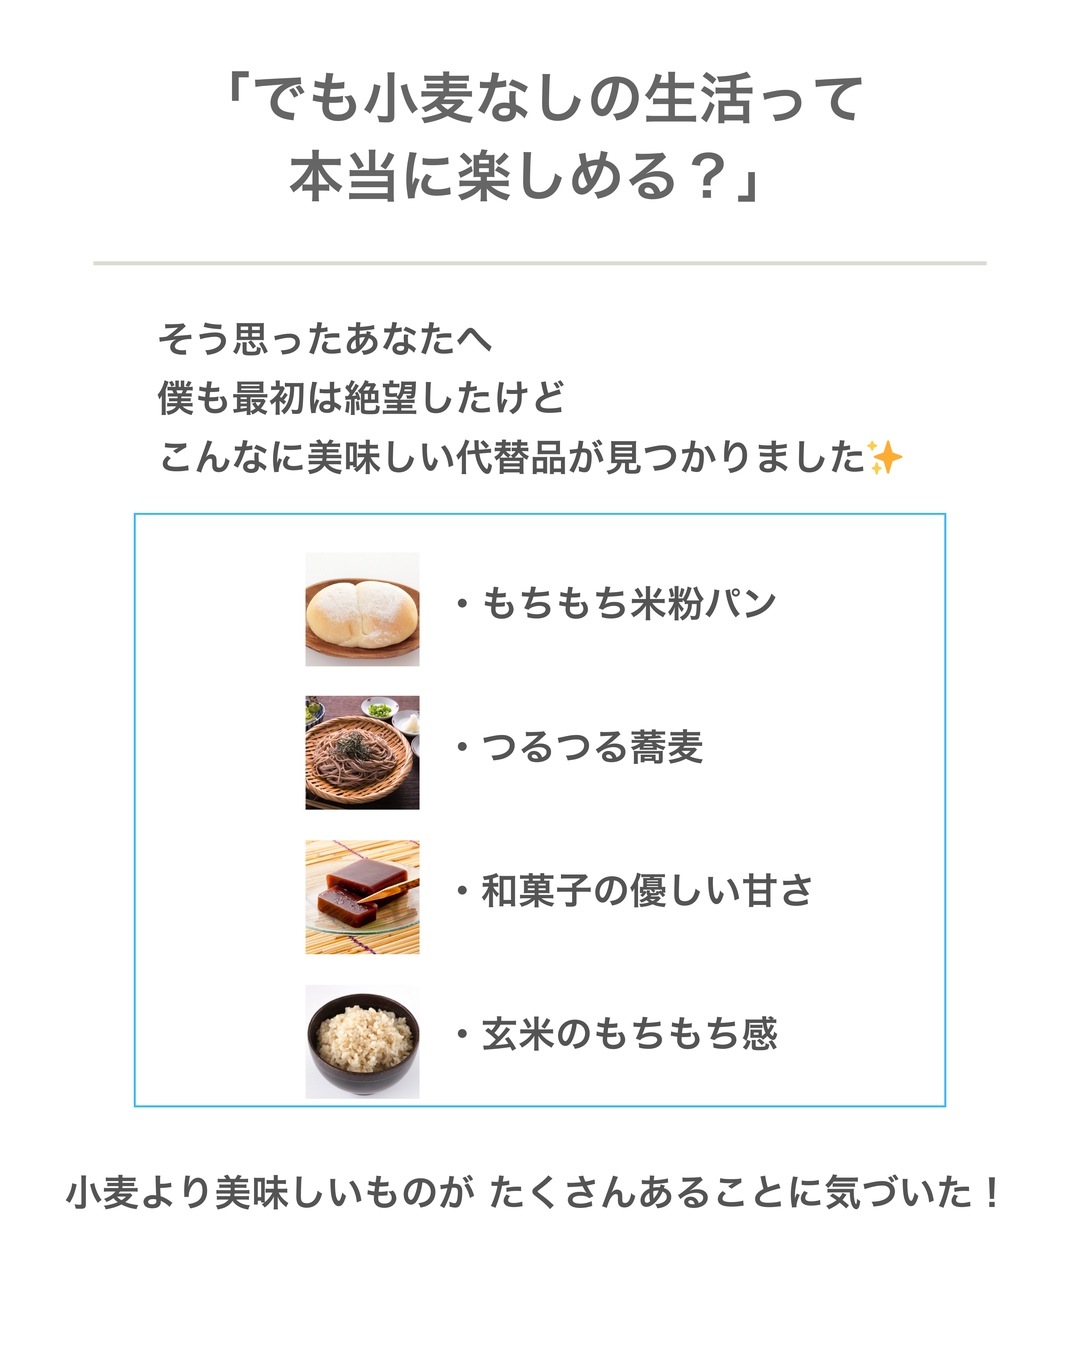 「でも小麦なしの生活って
本当に楽しめる？」
そう思ったあなたへ
僕も最初は絶望したけど
こんなに美味しい代替品が見つかりました✨
・もちもち米粉パン
・つるつる蕎麦
・和菓子の優しい甘さ
・玄米のもちもち感
小麦より美味しいものが たくさんあることに気づいた！